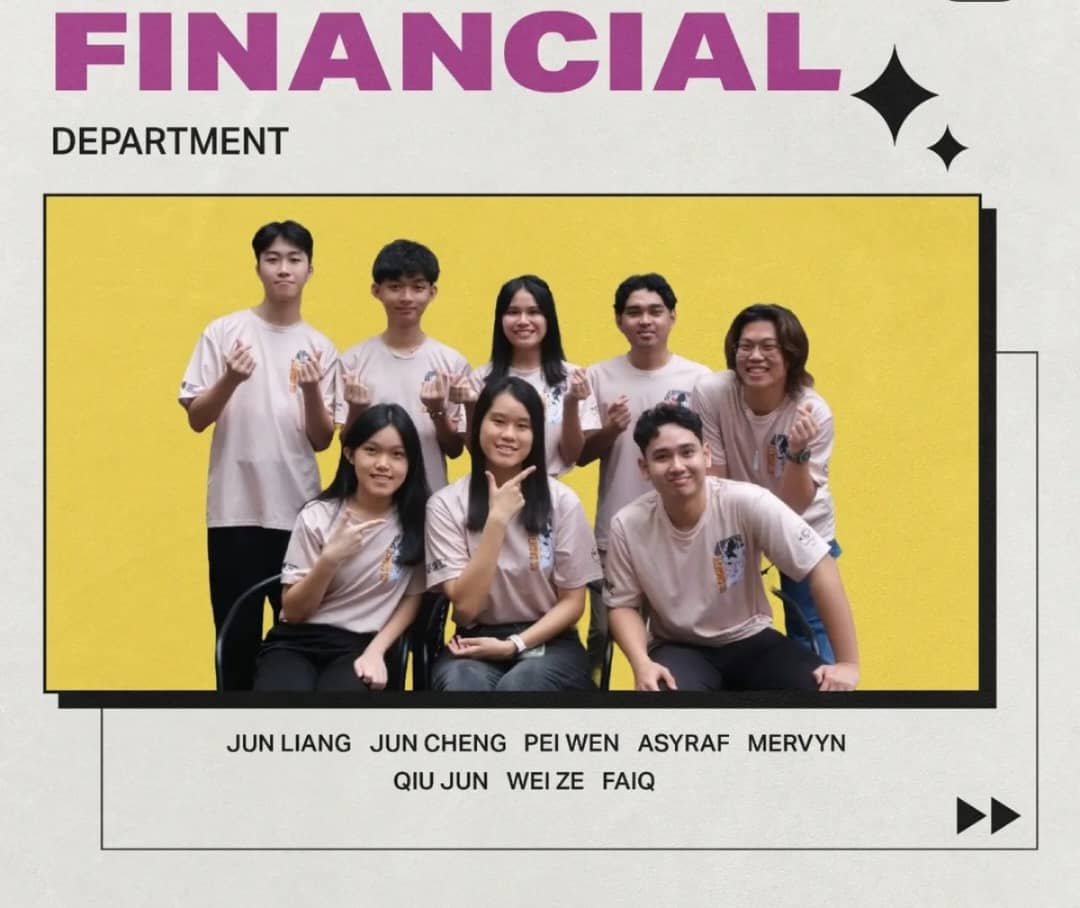 FINANCIAL
DEPARTMENT
JUN LIANG JUN CHENG PEI WEN ASYRAF MERVYN
QIU JUN WEI ZE FAIQ